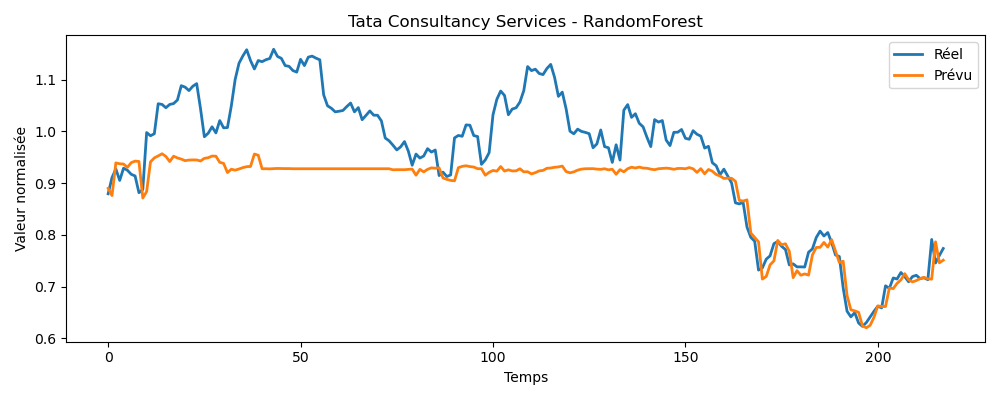 Tata Consultancy Services - RandomForest
Réel
Prévu
Valeur normalisée
1.1
1.0
0.9
0.8
0.7
0.6
0
50
100
150
200
Temps